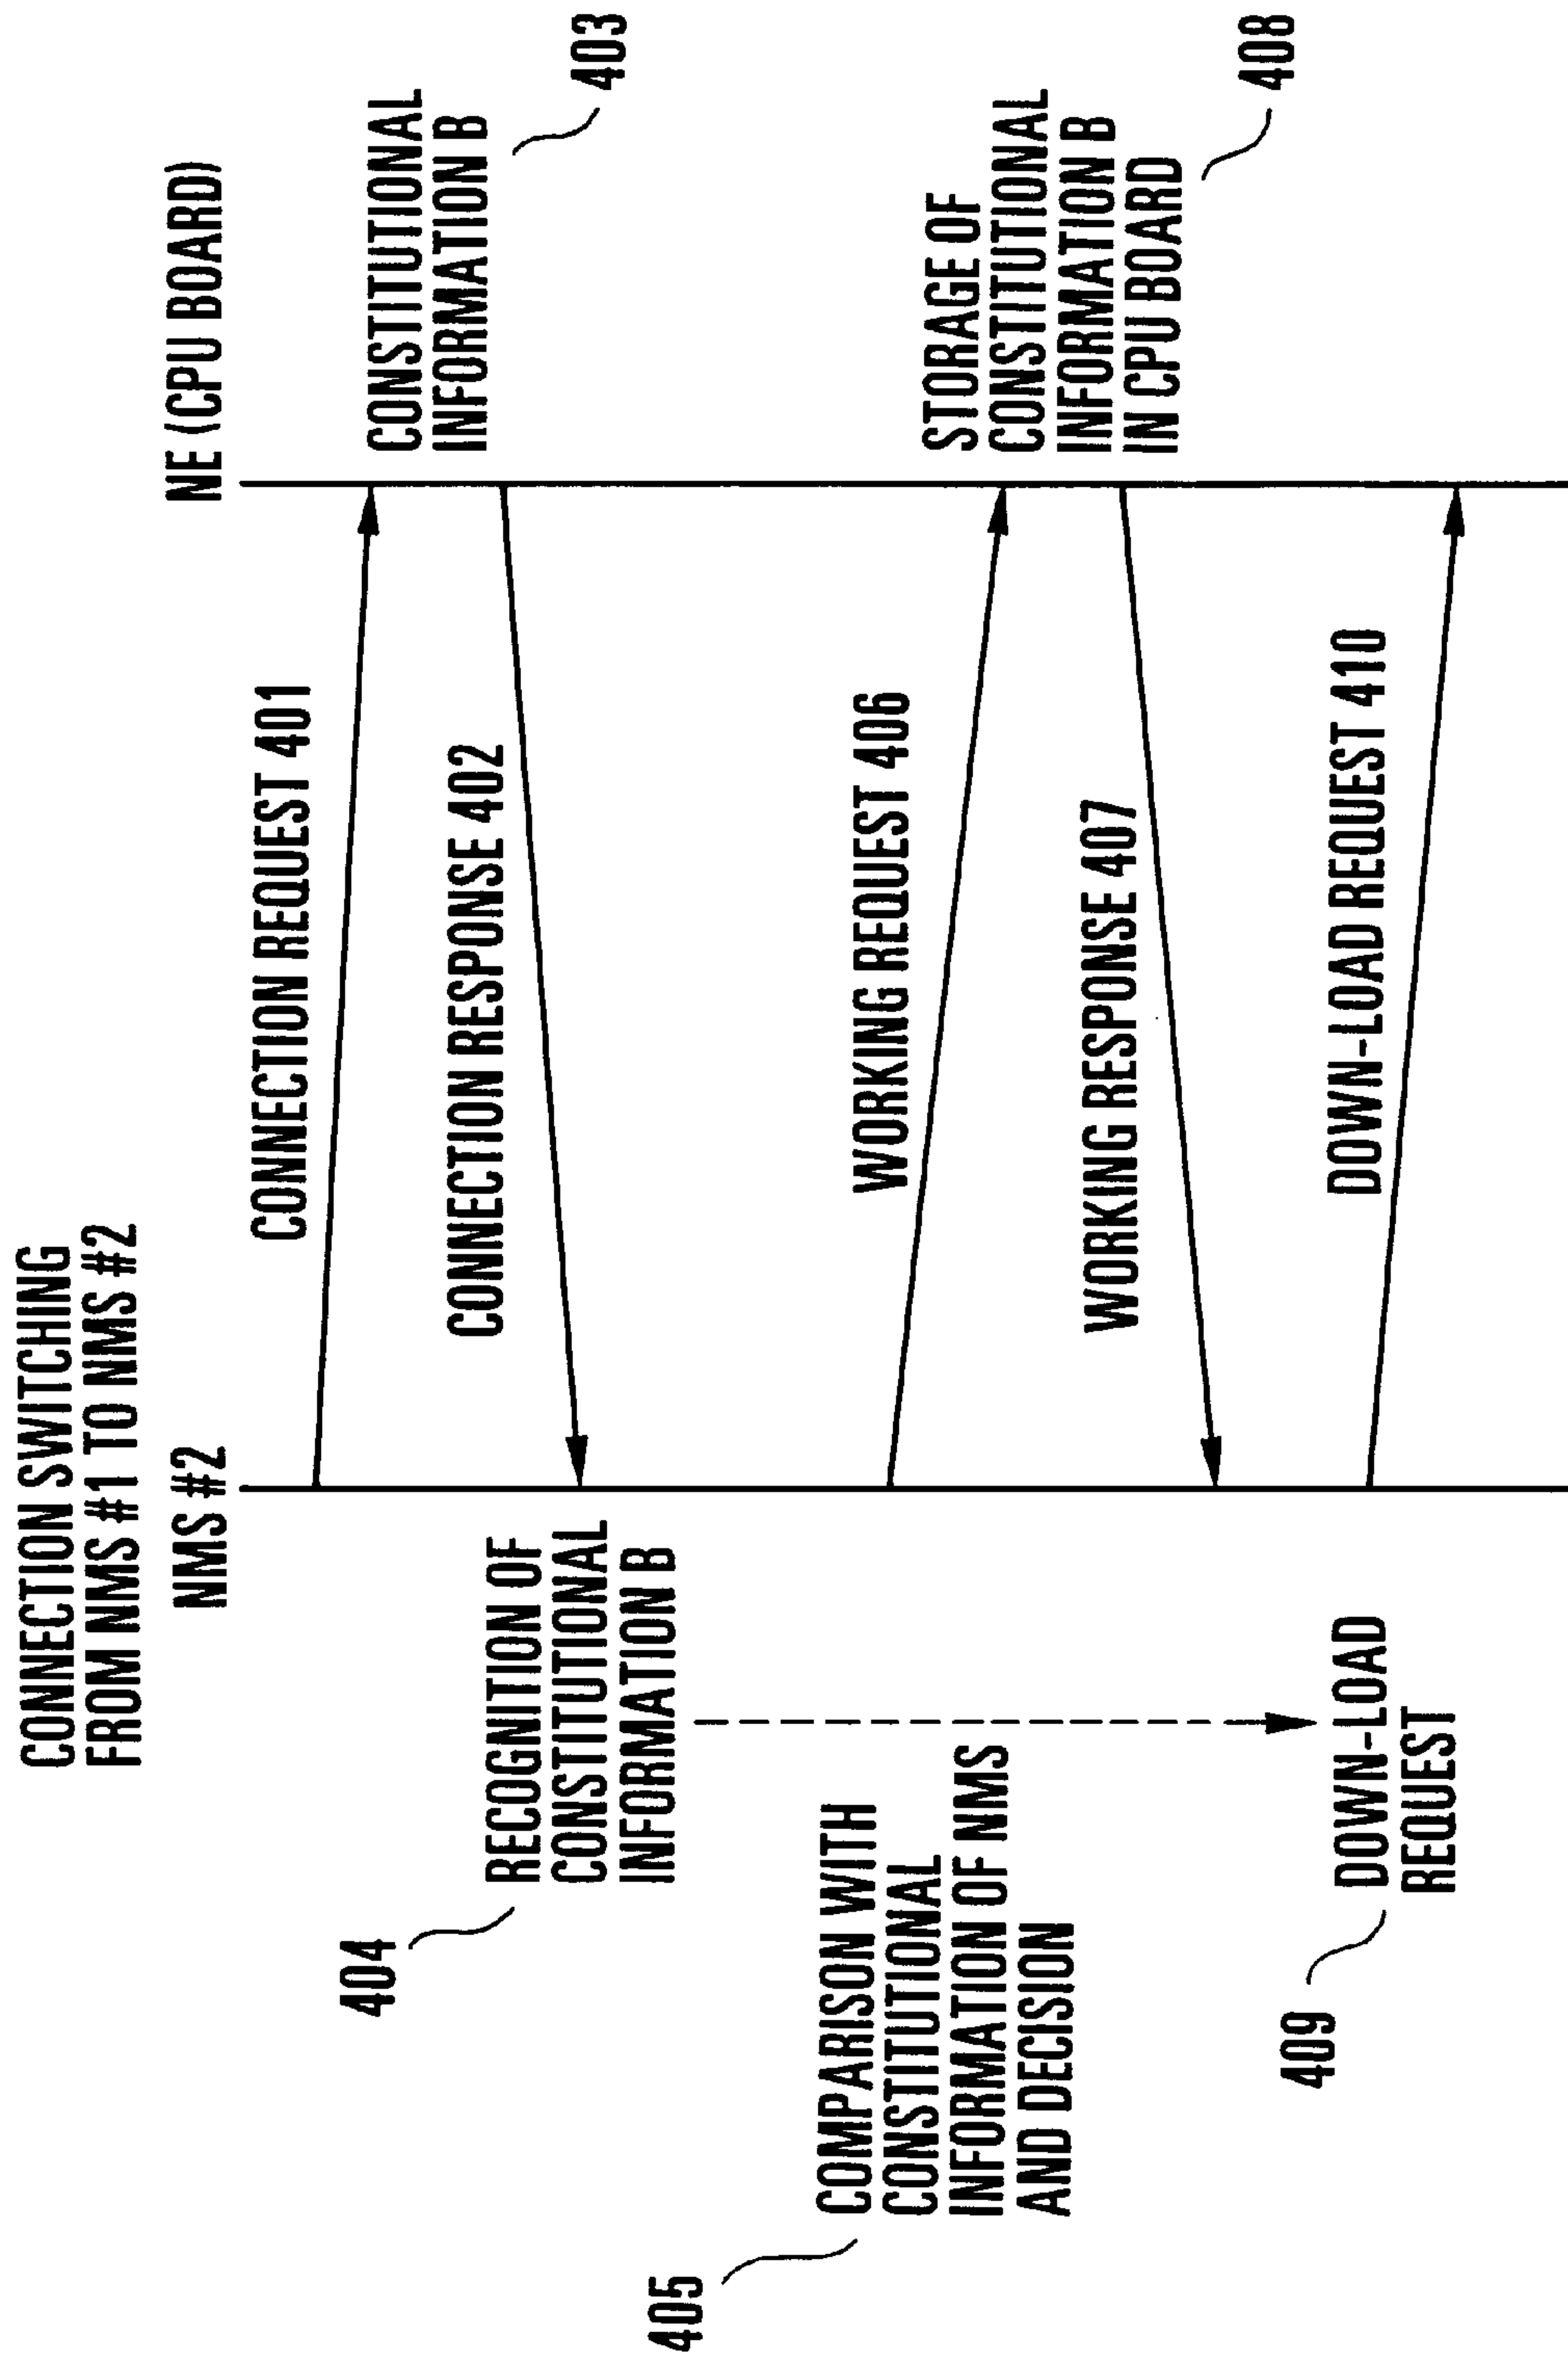 CONNECTION SWITCHING
FROM NMS #1 TO NMS #2
NMS #2
NE (CPU BOARD)
CONNECTION REQUEST 401
CONSTITUTIONAL
INFORMATION B
403
CONNECTION RESPONSE 402
404
RECOGNITION OF
CONSTITUTIONAL
INFORMATION B
405
COMPARISON WITH
CONSTITUTIONAL
INFORMATION OF NMS
AND DECISION
WORKING REQUEST 406
STORAGE OF
CONSTITUTIONAL
INFORMATION B
IN CPU BOARD
408
WORKING RESPONSE 407
409
DOWN-LOAD
REQUEST
DOWN-LOAD REQUEST 410